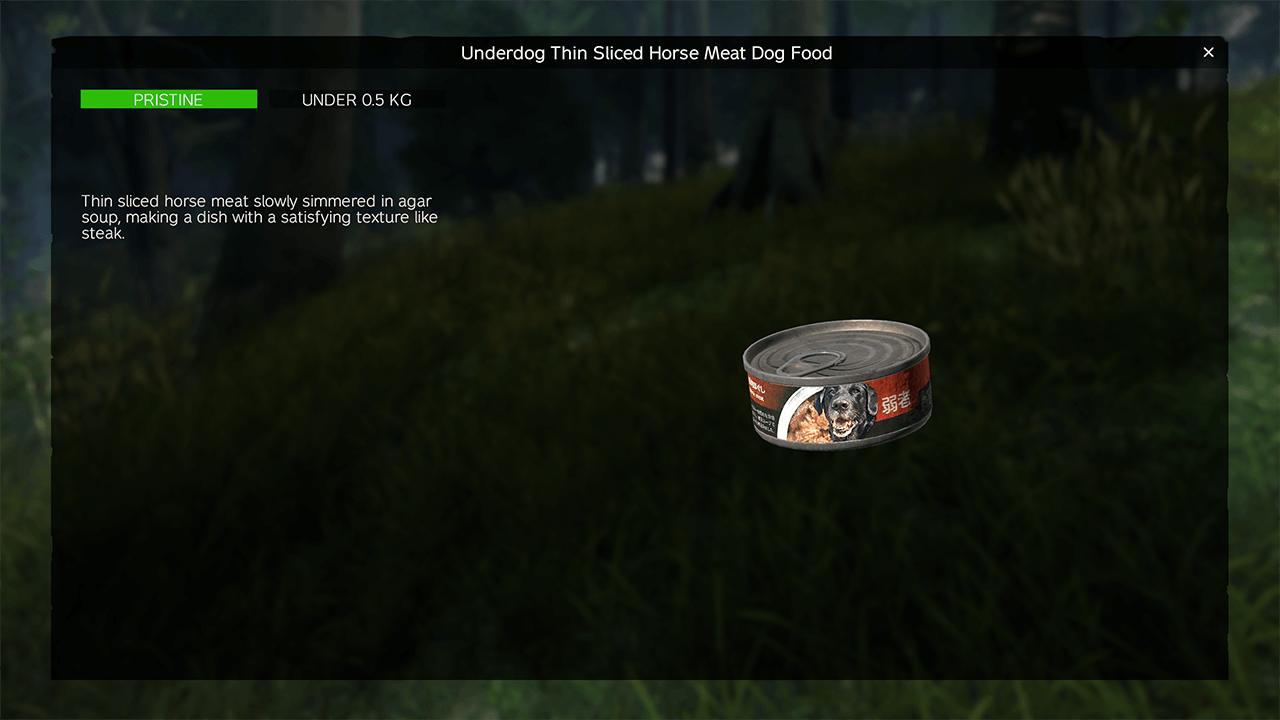 Underdog Thin Sliced Horse Meat Dog Food
PRISTINE
UNDER 0.5 KG
Thin sliced horse meat slowly simmered in agar
soup, making a dish with a satisfying texture like
steak.
弱者